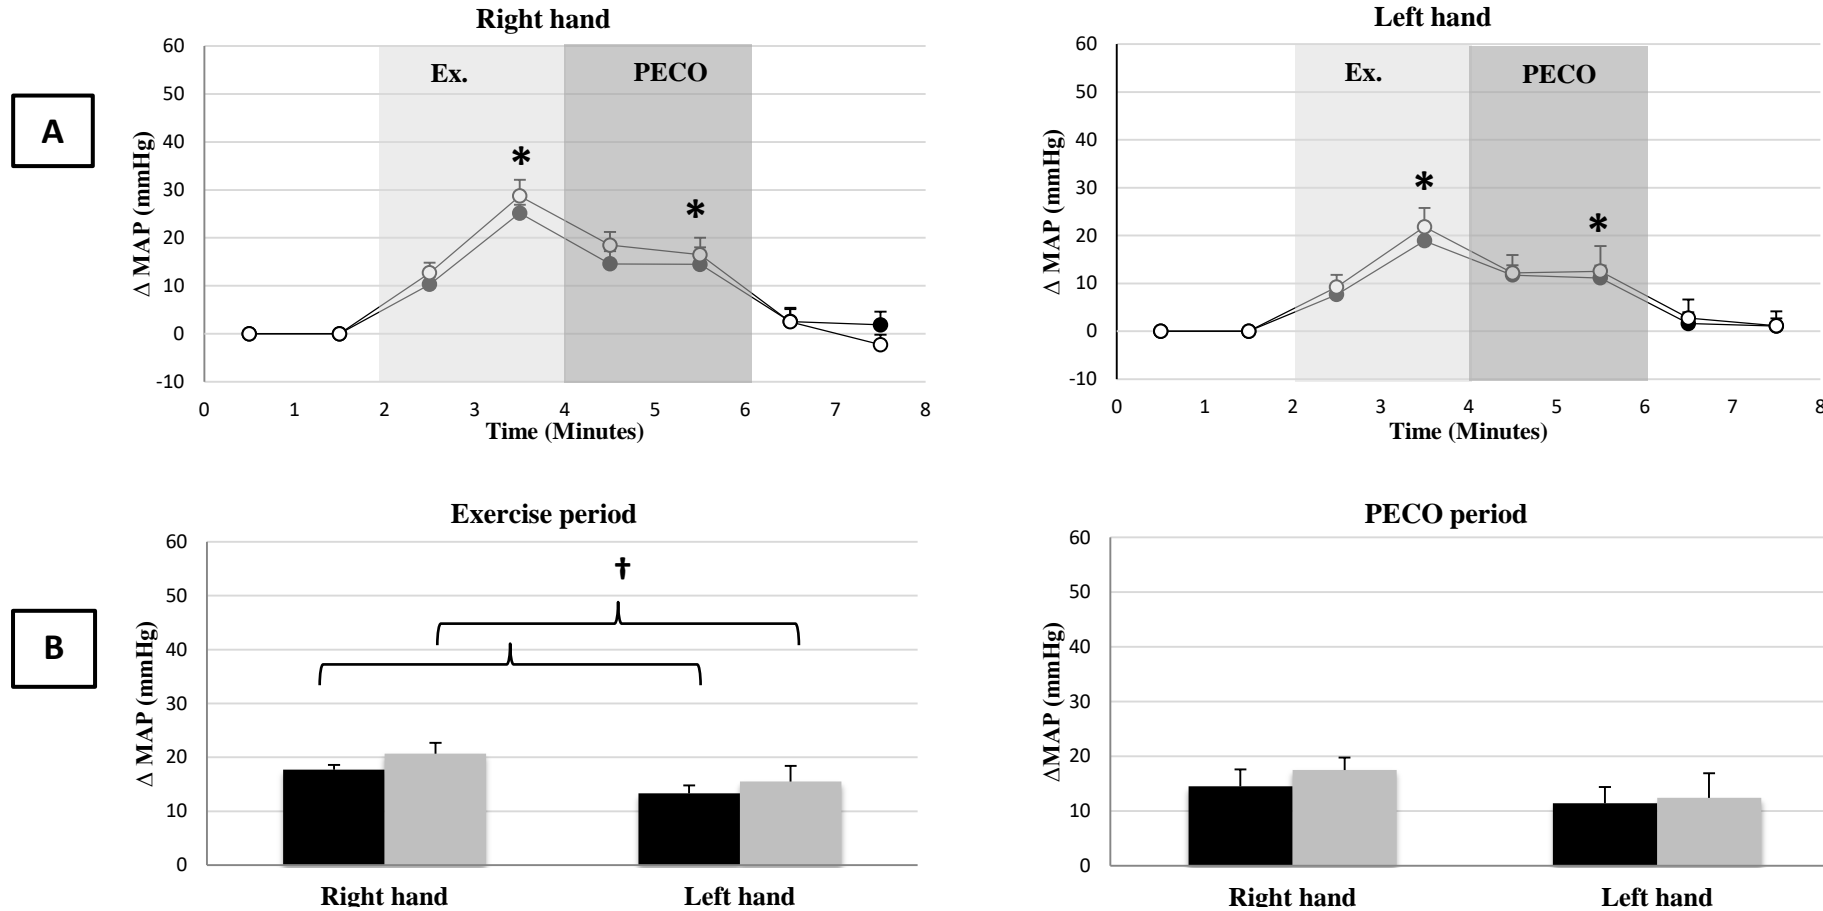 Right hand
60
50
40
30
20
10
0
-10
Δ MAP (mmHg)
Ex.
PECO
*
*
0 1 2 3 4 5 6 7 8
Time (Minutes)
Left hand
60
50
40
30
20
10
0
-10
Δ MAP (mmHg)
Ex.
PECO
*
*
0 1 2 3 4 5 6 7 8
Time (Minutes)
A
Exercise period
60
50
40
30
20
10
0
Δ MAP (mmHg)
†
Right hand Left hand
PECO period
60
50
40
30
20
10
0
ΔMAP (mmHg)
Right hand Left hand
B